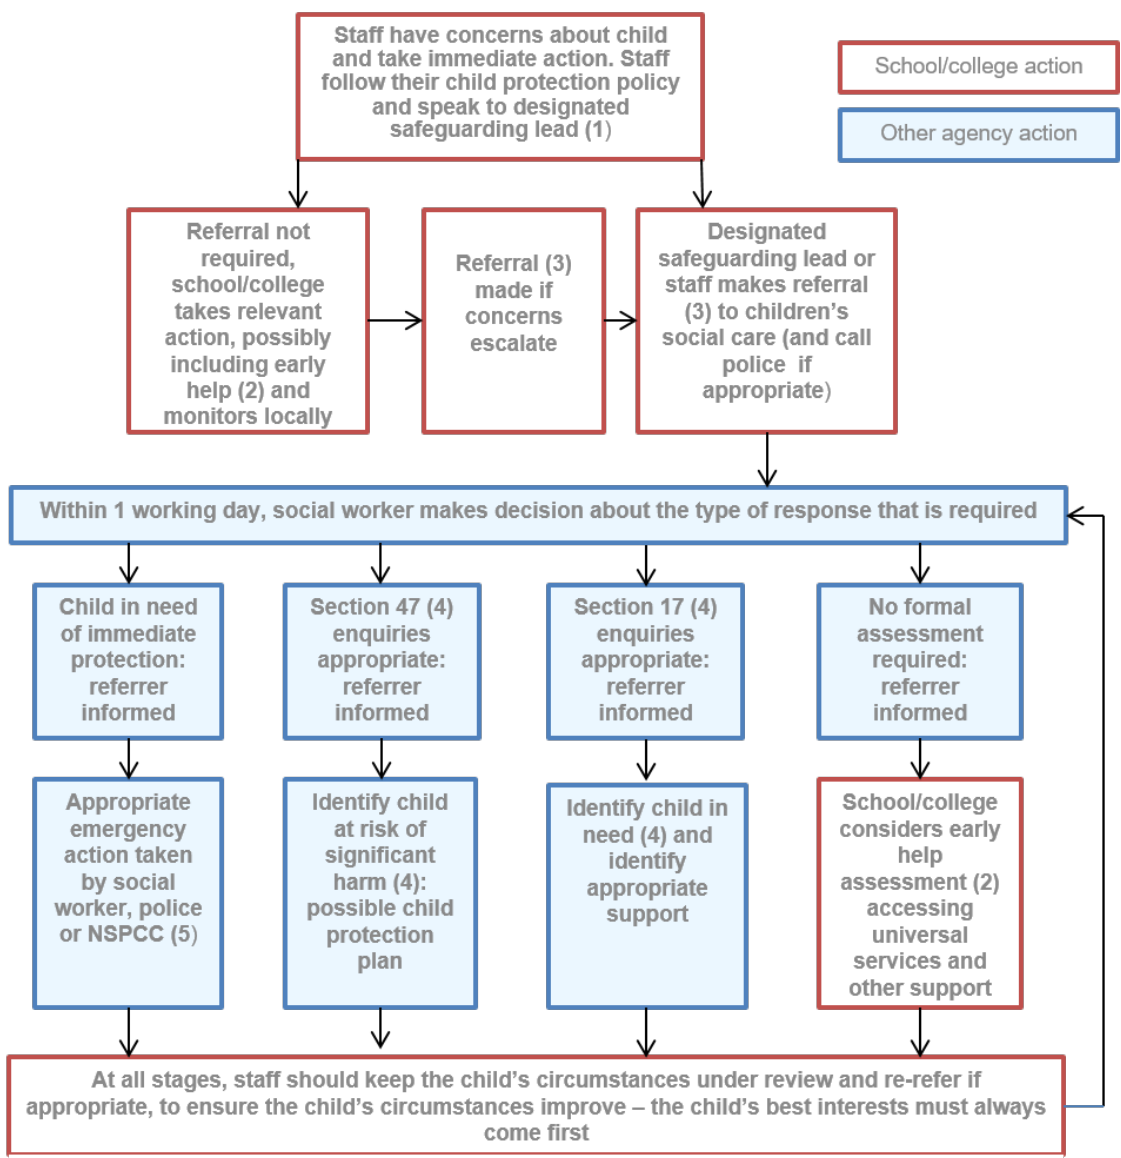 Staff have concerns about child
and take immediate action. Staff
follow their child protection policy
and speak to designated
safeguarding lead (1)
School/college action
Other agency action
Referral not
required,
school/college
takes relevant
action, possibly
including early
help (2) and
monitors locally
Referral (3)
made if
concerns
escalate
Designated
safeguarding lead or
staff makes referral
(3) to children's
social care (and call
police if
appropriate)
Within 1 working day, social worker makes decision about the type of response that is required
Child in need
of immediate
protection:
referrer
informed
Section 47 (4)
enquiries
appropriate:
referrer
informed
Section 17 (4)
enquiries
appropriate:
referrer
informed
No formal
assessment
required:
referrer
informed
Appropriate
emergency
action taken
by social
worker, police
or NSPCC (5)
Identify child
at risk of
significant
harm (4):
possible child
protection
plan
Identify child in
need (4) and
identify
appropriate
support
School/college
considers early
help
assessment (2)
accessing
universal
services and
other support
At all stages, staff should keep the child's circumstances under review and re-refer if
appropriate, to ensure the child's circumstances improve – the child's best interests must always
come first